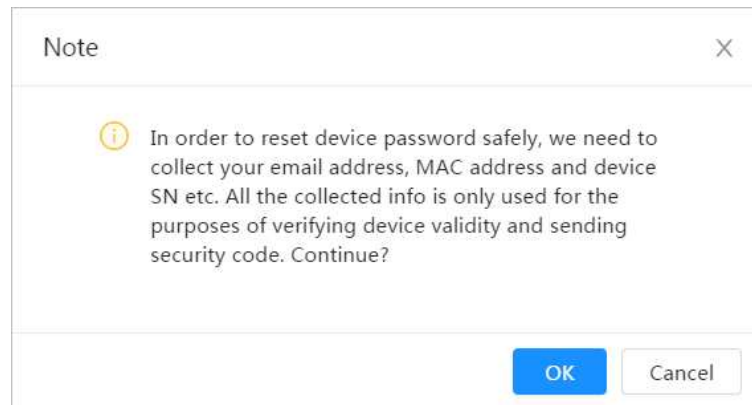 Note
In order to reset device password safely, we need to
collect your email address, MAC address and device
SN etc. All the collected info is only used for the
purposes of verifying device validity and sending
security code. Continue?
OK
Cancel